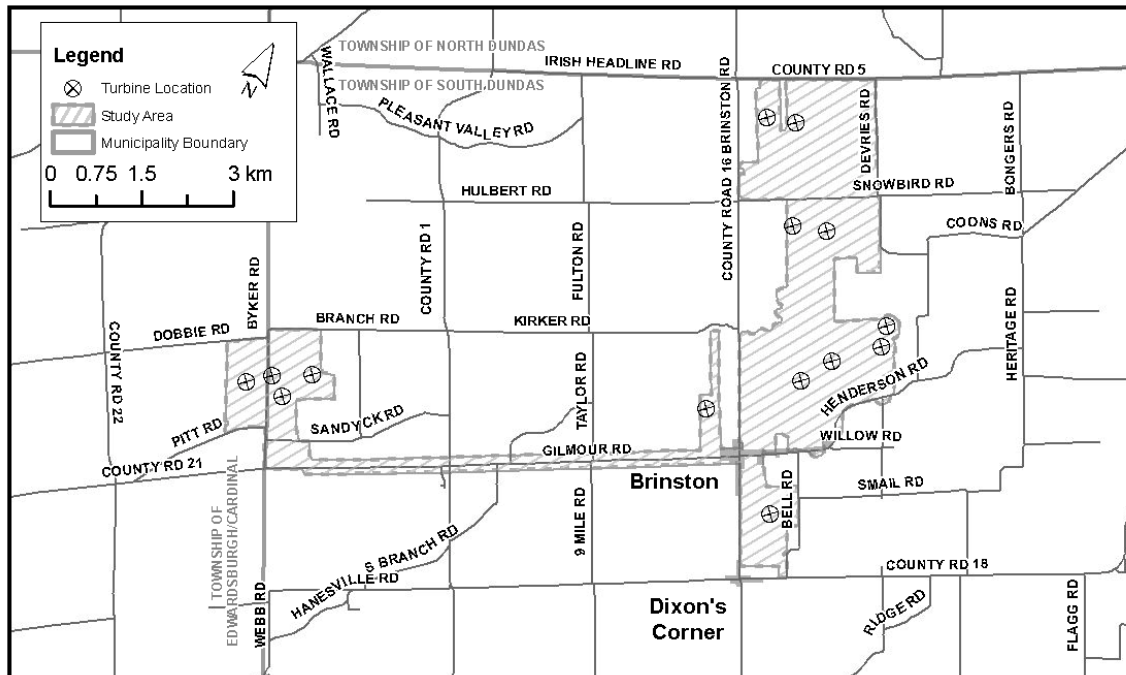 Legend
N
Turbine Location
Study Area
Municipality Boundary
0 0.75 1.5 3 km
TOWNSHIP OF NORTH DUNDAS
TOWNSHIP OF SOUTH DUNDAS
IRISH HEADLINE RD
COUNTY RD 5
WALLACE RD
PLEASANT VALLEY RD
COUNTY ROAD 16 BRINSTON RD
DEVRIES RD
BONGERS RD
HULBERT RD
SNOWBIRD RD
COONS RD
BYKER RD
COUNTY RD 1
FULTON RD
DOBBIE RD
BRANCH RD
KIRKER RD
HERITAGE RD
COUNTY RD 22
TAYLOR RD
HENDERSON RD
PITT RD
SANDYCK RD
WILLOW RD
COUNTY RD 21
GILMOUR RD
Brinston
BELL RD
SMAIL RD
TOWNSHIP OF
EDWARDSBURGH/CARDINAL
9 MILE RD
S BRANCH RD
HANESVILLE RD
COUNTY RD 18
WEBB RD
Dixon's
Corner
RIDGE RD
FLAGG RD